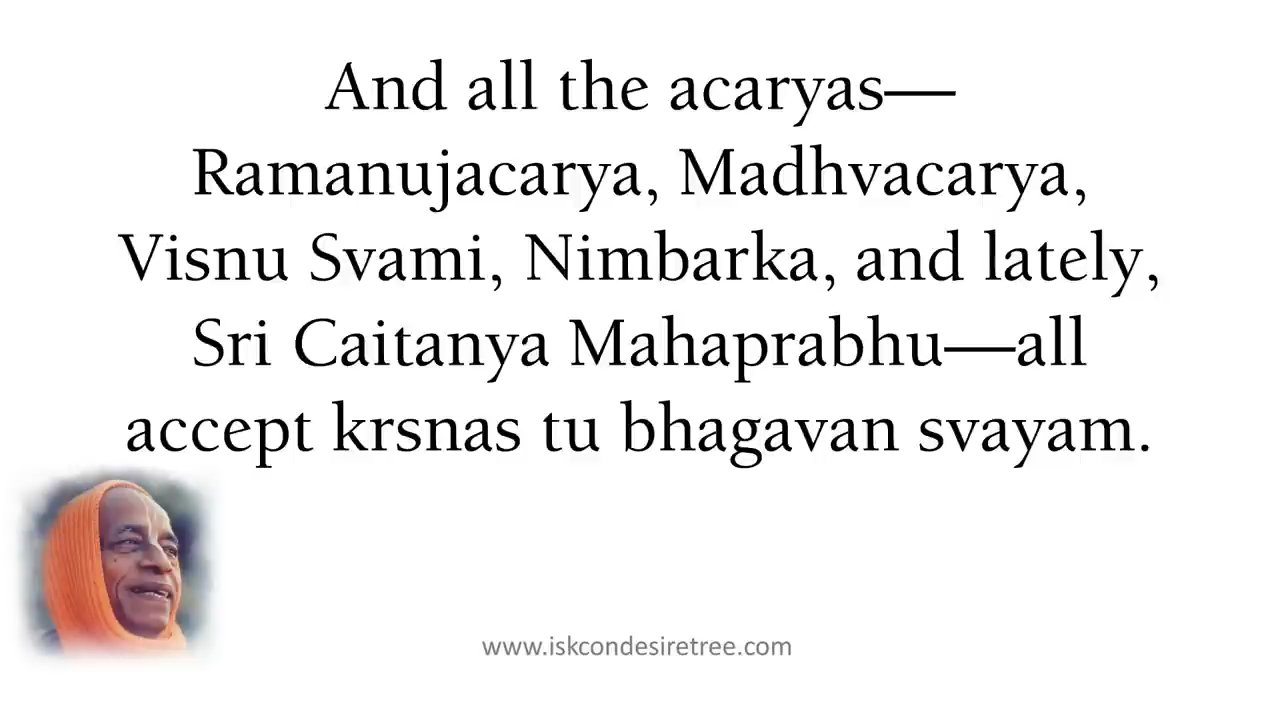 And all the acaryas—
Ramanujacarya, Madhvacarya,
Visnu Svami, Nimbarka, and lately,
Sri Caitanya Mahaprabhu—all
accept krsnas tu bhagavan svayam.
www.iskcondesiretree.com